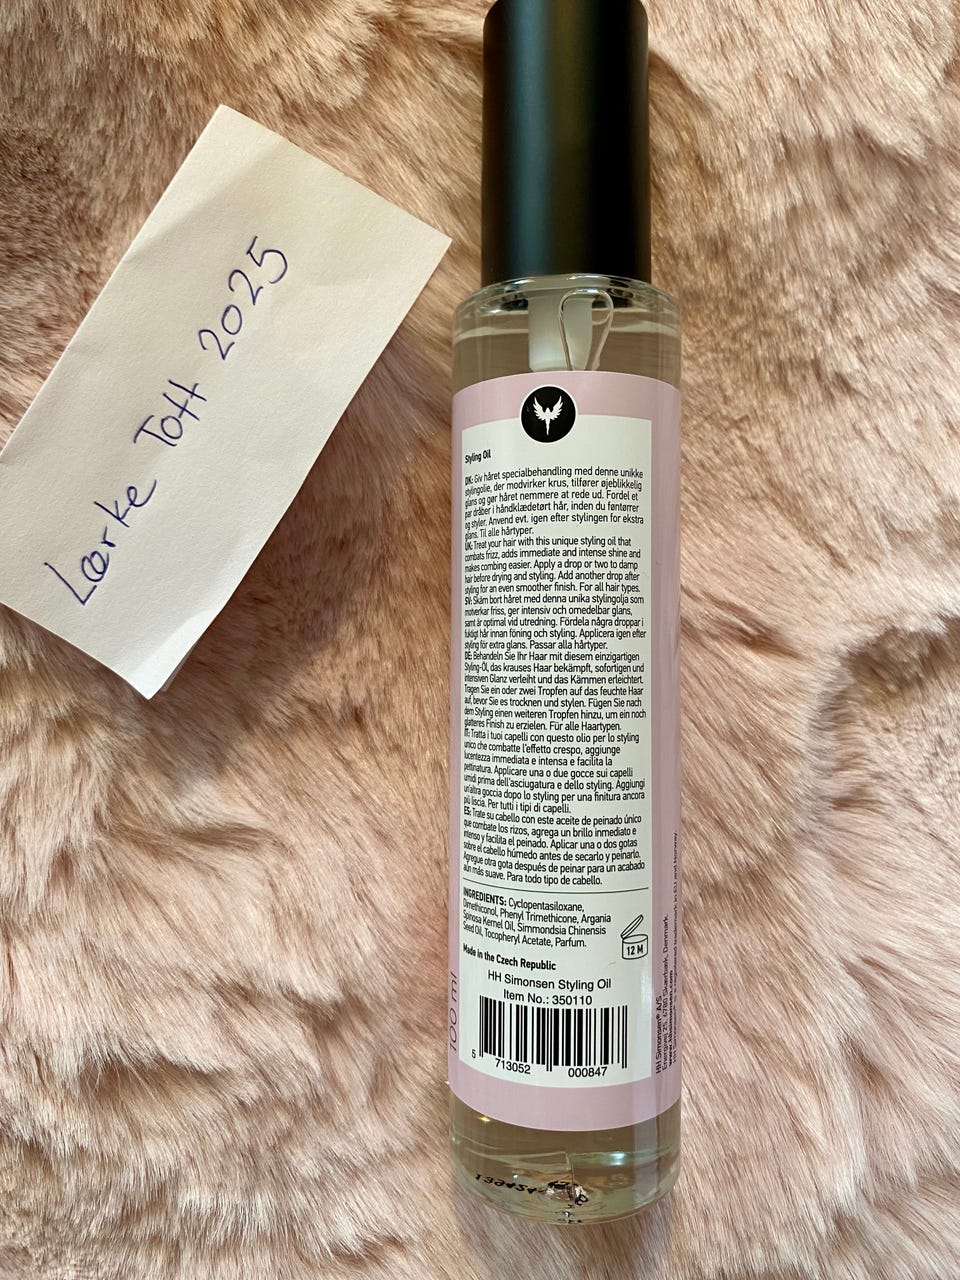 Lærke Tott 2025
Styling Oil
DK: Giv håret specialbehandling med denne unikke
stylingolie, der modvirker krus, tilfører øjeblikkelig
glans og gør håret nemmere at rede ud. Fordel et
par dråber i håndklædetørt hår, inden du føntørrer
og styler. Anvend evt. igen efter stylingen for ekstra
glans. Til alle hårtyper.
UK: Treat your hair with this unique styling oil that
combats frizz, adds immediate and intense shine and
makes combing easier. Apply a drop or two to damp
hair before drying and styling. Add another drop after
styling for an even smoother finish. For all hair types.
SV: Skäm bort håret med denna unika stylingolja som
motverkar friss, ger intensiv och omedelbar glans,
samt är optimal vid utredning. Fördela några droppar i
fuktigt hår innan föning och styling. Applicera igen efter
styling för extra glans. Passar alla hårtyper.
DE: Behandeln Sie Ihr Haar mit diesem einzigartigen
Styling-Öl, das krauses Haar bekämpft, sofortigen und
intensiven Glanz verleiht und das Kämmen erleichtert.
Tragen Sie ein oder zwei Tropfen auf das feuchte Haar
auf, bevor Sie es trocknen und stylen. Fügen Sie nach
dem Styling einen weiteren Tropfen hinzu, um ein noch
glatteres Finish zu erzielen. Für alle Haartypen.
IT: Tratta i tuoi capelli con questo olio per lo styling
unico che combatte l'effetto crespo, aggiunge
lucentezza immediata e intensa e facilita la
pettinatura. Applicare una o due gocce sui capelli
umidi prima dell'asciugatura e dello styling. Aggiungi
un'altra goccia dopo lo styling per una finitura ancora
più liscia. Per tutti i tipi di capelli.
ES: Trate su cabello con este aceite de peinado único
que combate los rizos, agrega un brillo inmediato e
intenso y facilita el peinado. Aplicar una o dos gotas
sobre el cabello húmedo antes de secarlo y peinarlo.
Agregue otra gota después de peinar para un acabado
aún más suave. Para todo tipo de cabello.
INGREDIENTS: Cyclopentasiloxane,
Dimethiconol, Phenyl Trimethicone, Argania
Spinosa Kernel Oil, Simmondsia Chinensis
Seed Oil, Tocopheryl Acetate, Parfum.
12 M
Made in the Czech Republic
HH Simonsen Styling Oil
Item No.: 350110
5 713052 000847
100 ml
HH Simonsen® A/S
Energivej 25, 6780 Skærbæk, Denmark
www.hhsimonsen.com
HH Simonsen® is a registered trademark in EU and Norway